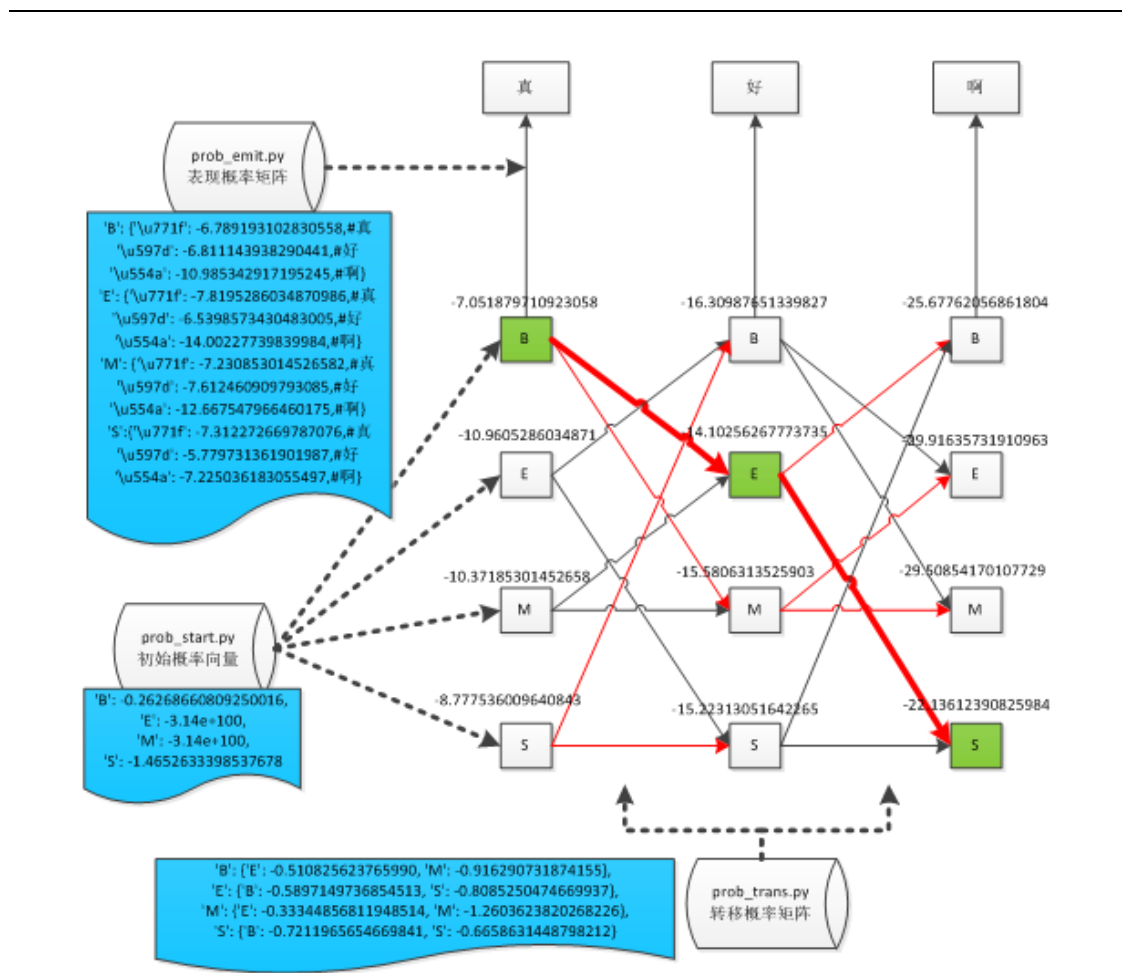 真
好
啊
prob_emit.py
表现概率矩阵
'B': {'\u771f': -6.789193102830558,#真
'\u597d': -6.811143938290441,#好
'\u554a': -10.985342917195245,#啊}
'E': {'\u771f': -7.8195286034870986,#真
'\u597d': -6.5398573430483005,#好
'\u554a': -14.00227739839984,#啊}
'M': {'\u771f': -7.230853014526582,#真
'\u597d': -7.612460909793085,#好
'\u554a': -12.667547966460175,#啊}
'S':{'\u771f': -7.312272669787076,#真
'\u597d': -5.779731361901987,#好
'\u554a': -7.225036183055497,#啊}
-7.051879710923058
-16.30987651339827
-25.67762056861804
B
B
B
-10.9605286034871
-14.10256267773735
-29.91635731910963
E
E
E
-10.37185301452658
-15.5806313525903
-29.50854170107729
M
M
M
prob_start.py
初始概率向量
'B': -0.26268660809250016,
'E': -3.14e+100,
'M': -3.14e+100,
'S': -1.4652633398537678
-8.777536009640843
-15.22313051642265
-22.13612390825984
S
S
S
'B': {'E': -0.510825623765990, 'M': -0.916290731874155},
'E': {'B': -0.5897149736854513, 'S': -0.8085250474669937},
'M': {'E': -0.33344856811948514, 'M': -1.2603623820268226},
'S': {'B': -0.7211965654669841, 'S': -0.6658631448798212}
prob_trans.py
转移概率矩阵